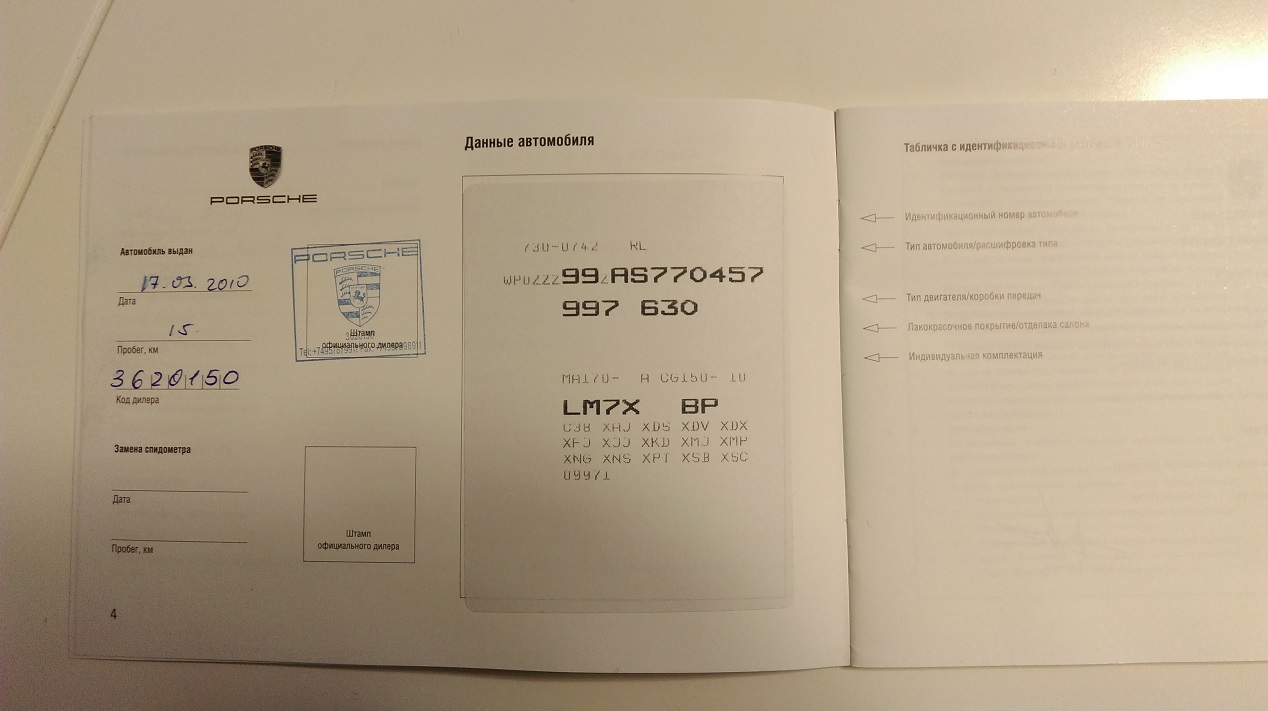 PORSCHE
Автомобиль выдан
17.03.2010
Дата
15.
Пробег, км
3620150
Код дилера
PORSCHE
Штамп
официального дилера
Замена спидометра
Дата
Пробег, км
Штамп
официального дилера
4
Данные автомобиля
730-0742 RL
WP0ZZZ99ZAS770457
997 630
MA170- A CG150- 10
LM7X BP
C38 XAJ XDS XDV XDX
XJJ XKD XMJ XMP
XNG XNS XPT XSB XSC
09971
Табличка с
Идентификационный номер автомобиля
Тип автомобиля/расшифровка типа
Тип двигателя/коробки передач
Лакокрасочное покрытие/отделка салона
Индивидуальная комплектация